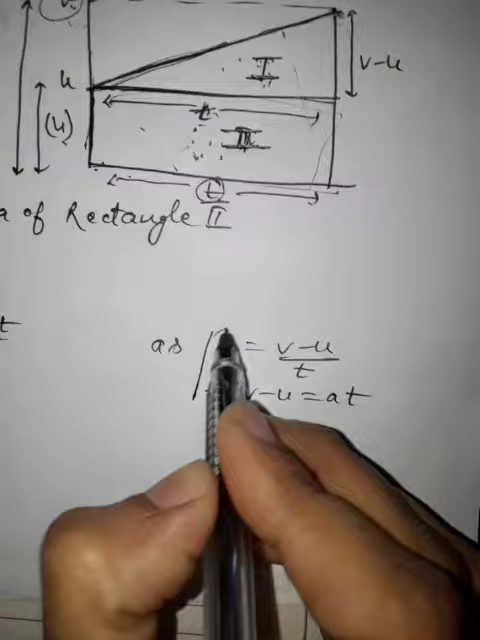 v
u
I
v-u
(u)
t
II
t
a of Rectangle II
t
as = v-u
t
v-u = at